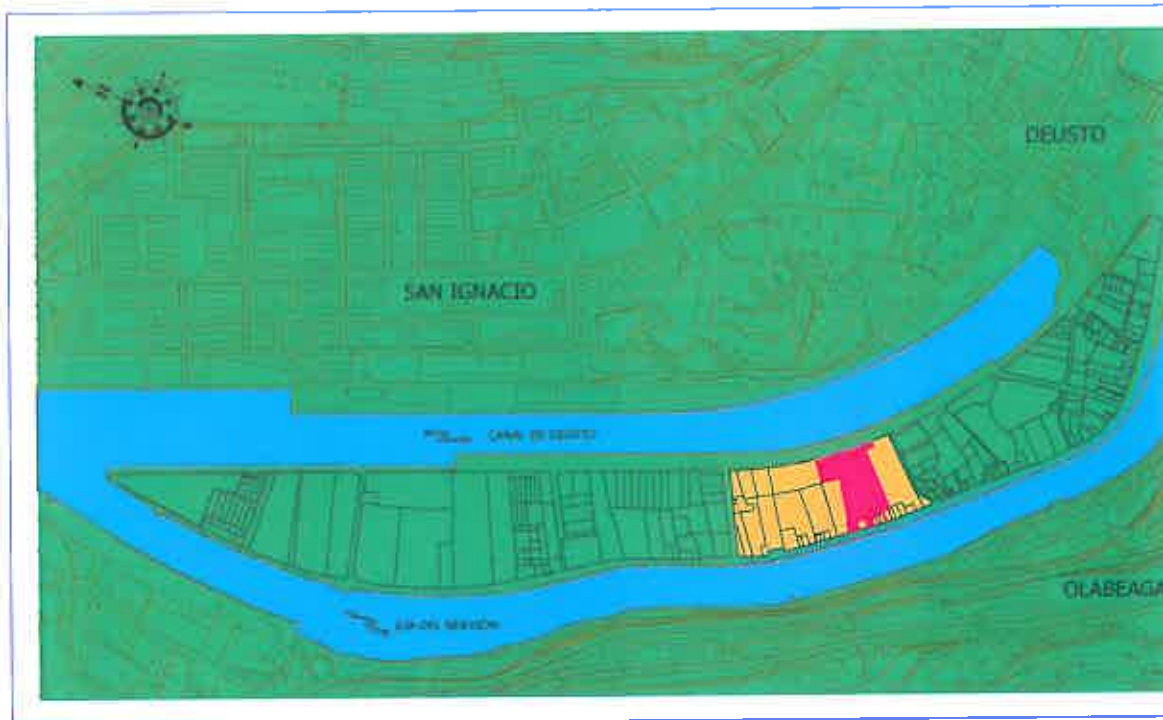 N
DEUSTO
SAN IGNACIO
CANAL DE DEUSTO
OLABEAGA
RIA DEL NERVION